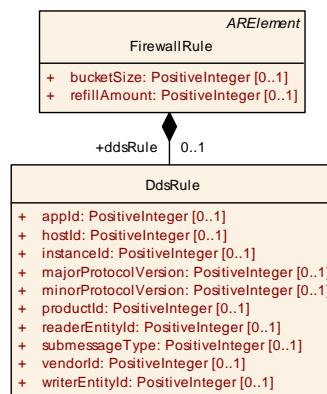 ARElement
FirewallRule
+ bucketSize: PositiveInteger [0..1]
+ refillAmount: PositiveInteger [0..1]
+ddsRule 0..1
DdsRule
+ appId: PositiveInteger [0..1]
+ hostId: PositiveInteger [0..1]
+ instanceId: PositiveInteger [0..1]
+ majorProtocolVersion: PositiveInteger [0..1]
+ minorProtocolVersion: PositiveInteger [0..1]
+ productId: PositiveInteger [0..1]
+ readerEntityId: PositiveInteger [0..1]
+ submessageType: PositiveInteger [0..1]
+ vendorId: PositiveInteger [0..1]
+ writerEntityId: PositiveInteger [0..1]